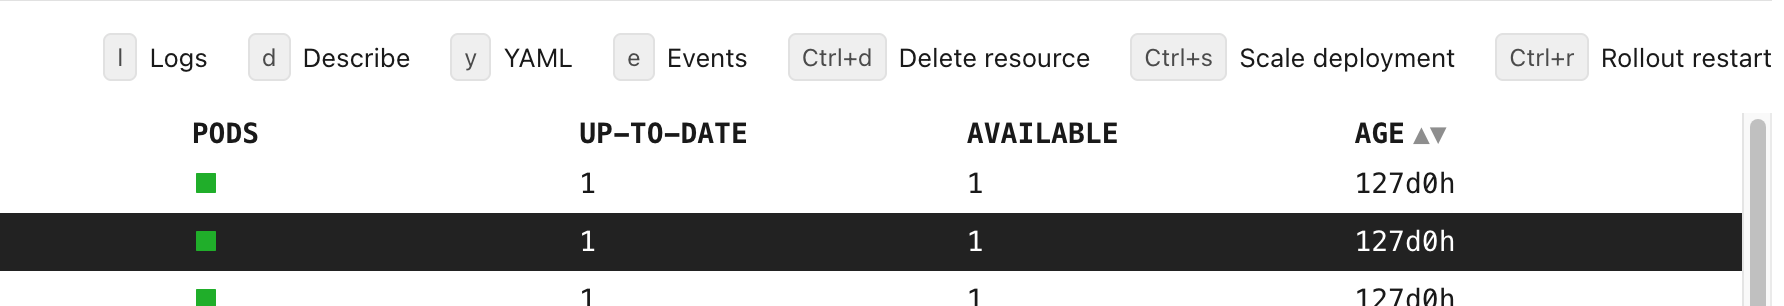 l Logs d Describe y YAML e Events Ctrl+d Delete resource Ctrl+s Scale deployment Ctrl+r Rollout restart
PODS UP-TO-DATE AVAILABLE AGE ▲▼
1 1 127d0h
1 1 127d0h
1 1 127d0h